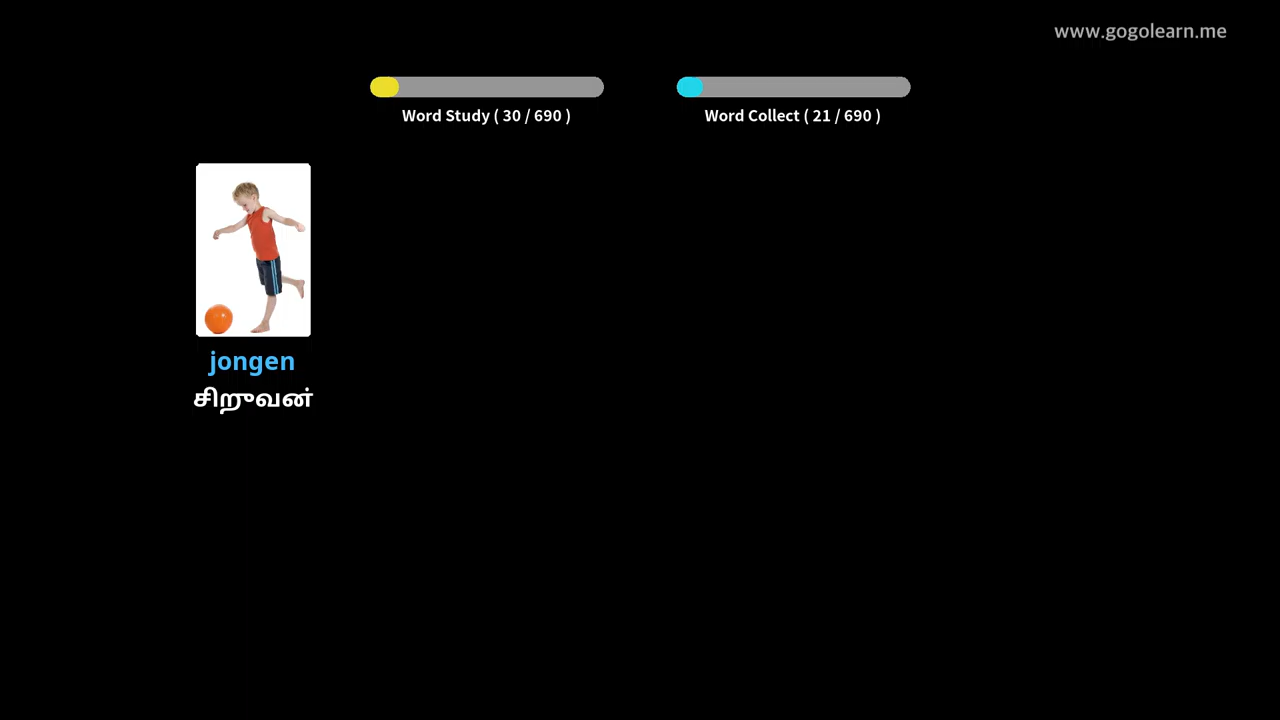 www.gogolearn.me
Word Study ( 30 / 690 )
Word Collect ( 21 / 690 )
jongen
சிறுவன்